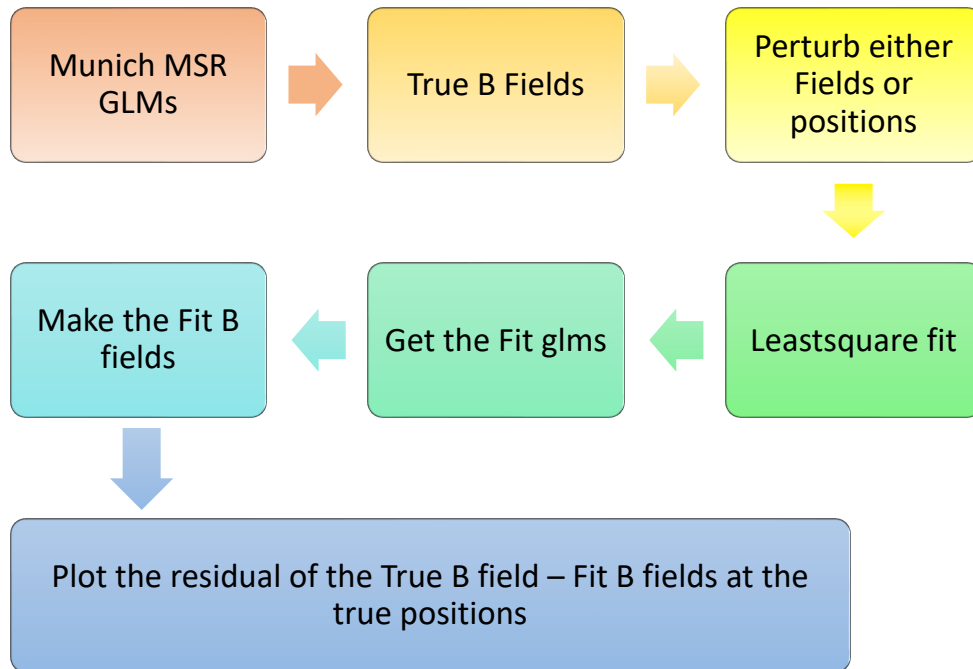 Munich MSR
GLMs
True B Fields
Perturb either
Fields or
positions
Make the Fit B
fields
Get the Fit glms
Leastsquare fit
Plot the residual of the True B field – Fit B fields at the
true positions